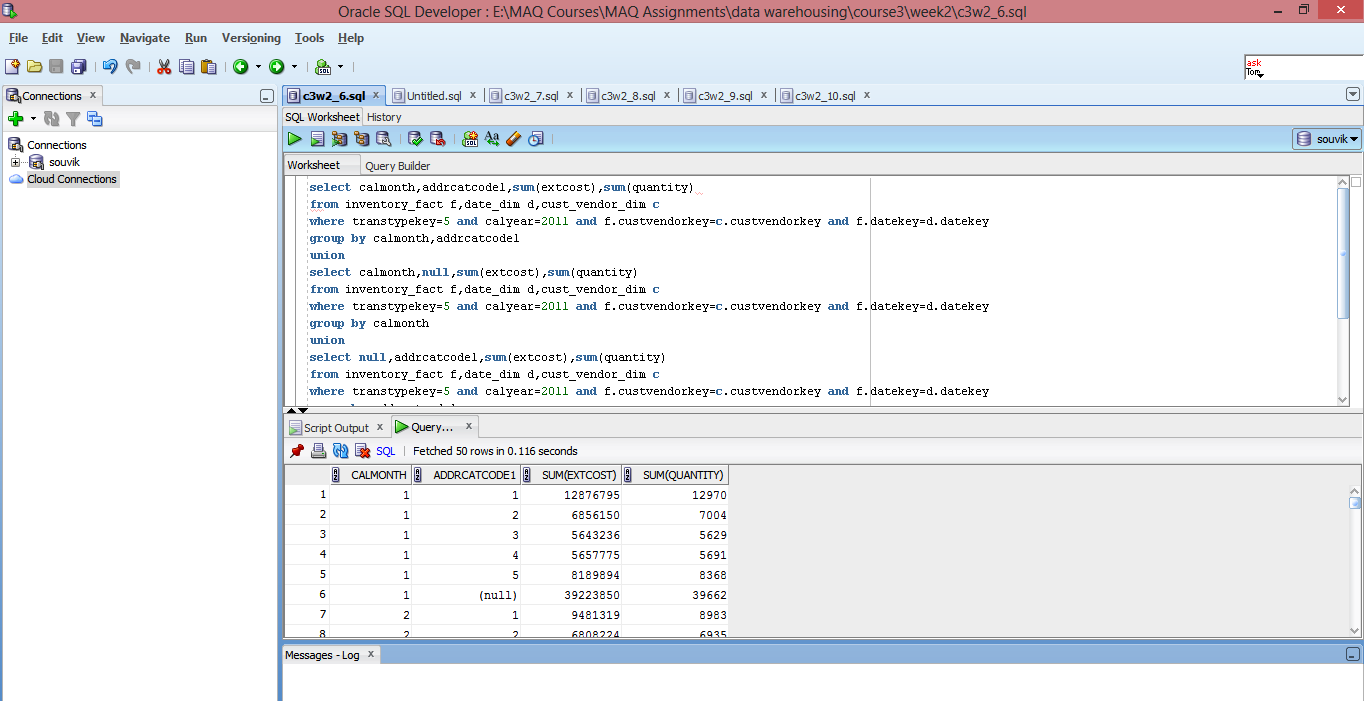 Oracle SQL Developer : E:\MAQ Courses\MAQ Assignments\data warehousing\course3\week2\c3w2_6.sql
File Edit View Navigate Run Versioning Tools Help
ask
Tom
Connections
c3w2_6.sql Untitled.sql c3w2_7.sql c3w2_8.sql c3w2_9.sql c3w2_10.sql
SQL Worksheet History
Connections
souvik
Cloud Connections
souvik
Worksheet Query Builder
select calmonth,addrcatcode1,sum(extcost),sum(quantity)
from inventory_fact f,date_dim d,cust_vendor_dim c
where transtypekey=5 and calyear=2011 and f.custvendorkey=c.custvendorkey and f.datekey=d.datekey
group by calmonth,addrcatcode1
union
select calmonth,null,sum(extcost),sum(quantity)
from inventory_fact f,date_dim d,cust_vendor_dim c
where transtypekey=5 and calyear=2011 and f.custvendorkey=c.custvendorkey and f.datekey=d.datekey
group by calmonth
union
select null,addrcatcode1,sum(extcost),sum(quantity)
from inventory_fact f,date_dim d,cust_vendor_dim c
where transtypekey=5 and calyear=2011 and f.custvendorkey=c.custvendorkey and f.datekey=d.datekey
Script Output Query...
SQL Fetched 50 rows in 0.116 seconds
CALMONTH ADDRCATCODE1 SUM(EXTCOST) SUM(QUANTITY)
1 1 1 12876795 12970
2 1 2 6856150 7004
3 1 3 5643236 5629
4 1 4 5657775 5691
5 1 5 8189894 8368
6 1 (null) 39223850 39662
7 2 1 9481319 8983
8 2 2 6808224 6935
Messages - Log